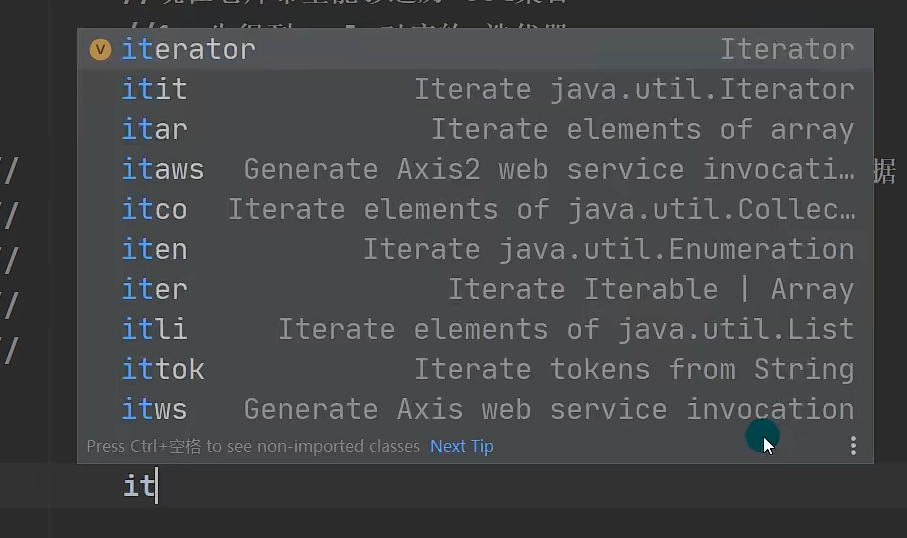 V iterator Iterator
itit Iterate java.util.Iterator
itar Iterate elements of array
// itaws Generate Axis2 web service invocati… 据
// itco Iterate elements of java.util.Collec…
// iten Iterate java.util.Enumeration
// iter Iterate Iterable | Array
// itli Iterate elements of java.util.List
ittok Iterate tokens from String
itws Generate Axis web service invocation
Press Ctrl+空格 to see non-imported classes Next Tip
it